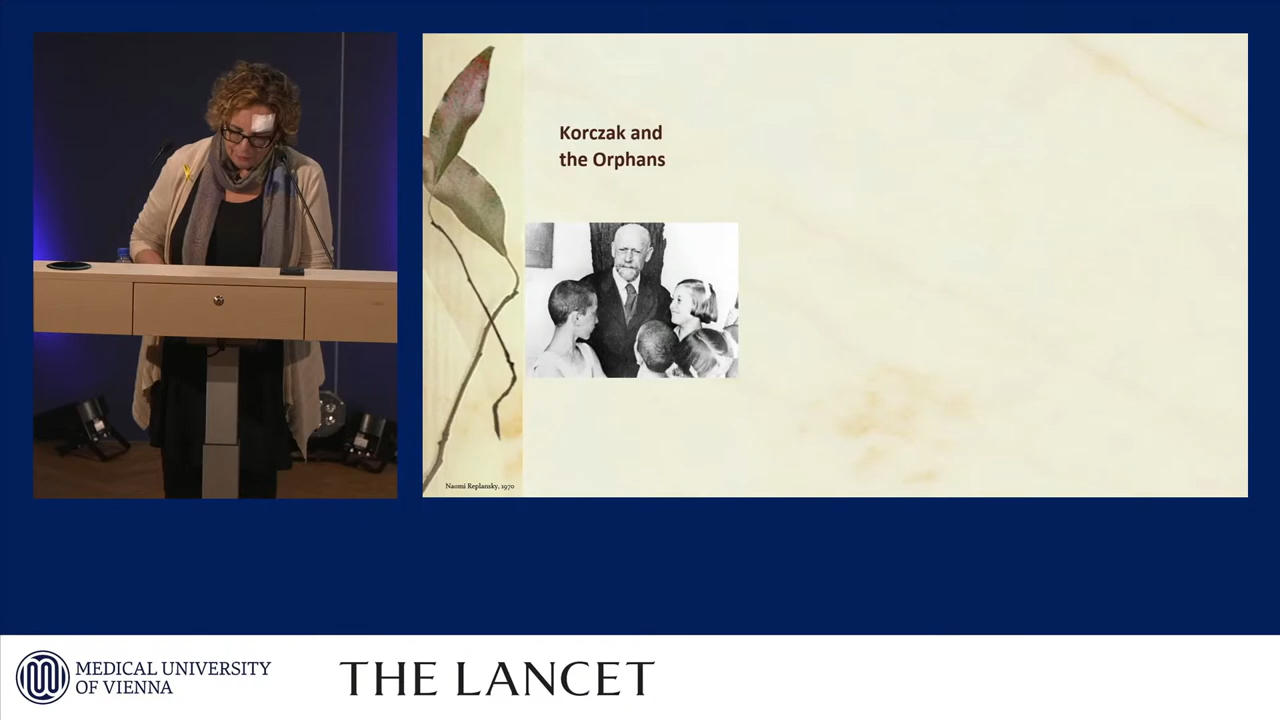 Korczak and
the Orphans
Naomi Replansky, 1970
MEDICAL UNIVERSITY
OF VIENNA
THE LANCET